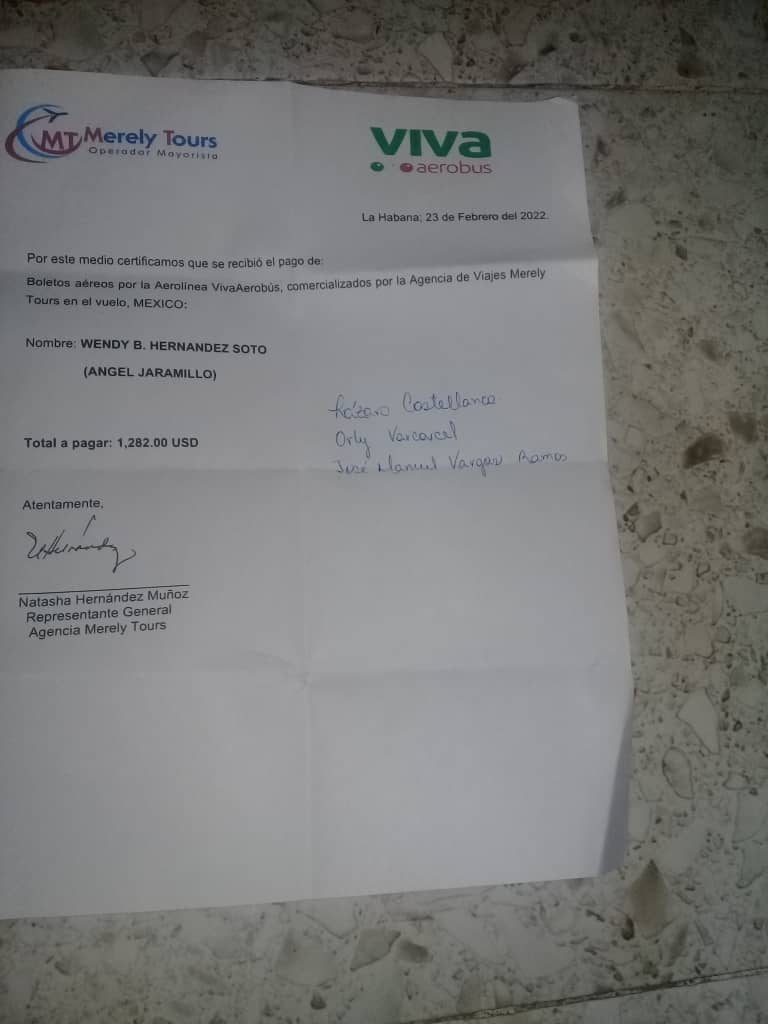 MT Merely Tours
Operador Mayorista
VIVA
aerobus
La Habana; 23 de Febrero del 2022.
Por este medio certificamos que se recibió el pago de:
Boletos aéreos por la Aerolínea VivaAerobús, comercializados por la Agencia de Viajes Merely
Tours en el vuelo, MEXICO:
Nombre: WENDY B. HERNANDEZ SOTO
(ANGEL JARAMILLO)
Lázaro Castellanos
Orly Varcarcel
José Manuel Vargas Ramos
Total a pagar: 1,282.00 USD
Atentamente,
Natasha Hernández Muñoz
Representante General
Agencia Merely Tours